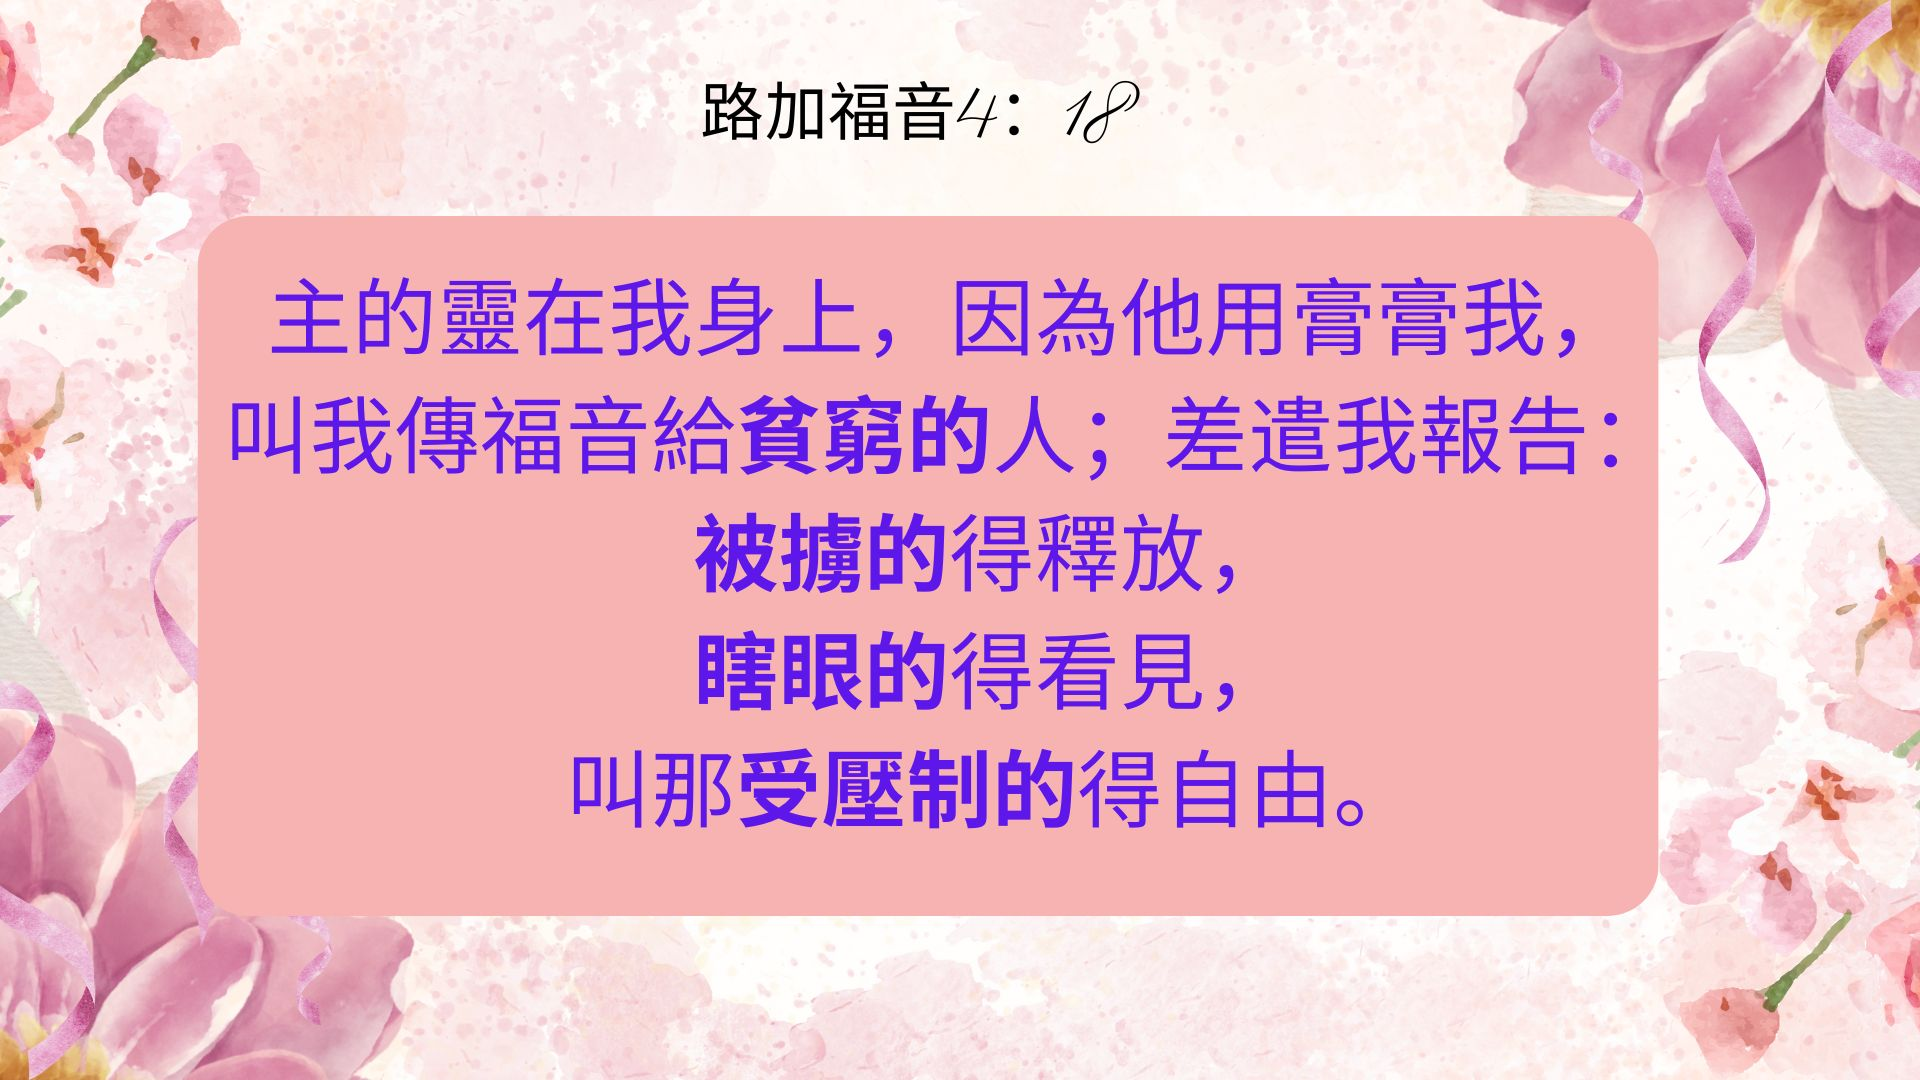 路加福音4：18
主的靈在我身上，因為他用膏膏我，
叫我傳福音給貧窮的人；差遣我報告：
被擄的得釋放，
瞎眼的得看見，
叫那受壓制的得自由。